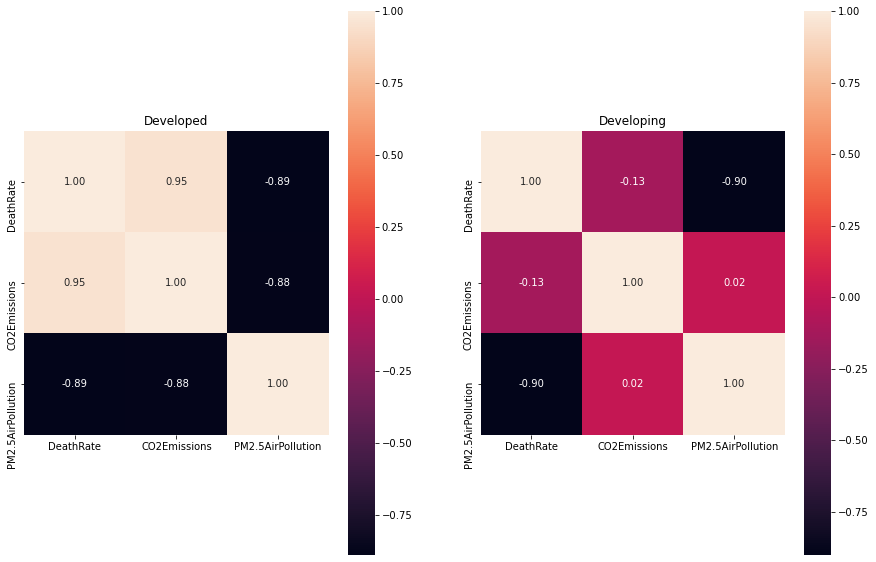 Developed
DeathRate
CO2Emissions
PM2.5AirPollution
1.00 0.95 -0.89
0.95 1.00 -0.88
-0.89 -0.88 1.00
DeathRate CO2Emissions PM2.5AirPollution
1.00
0.75
0.50
0.25
0.00
−0.25
−0.50
−0.75
Developing
DeathRate
CO2Emissions
PM2.5AirPollution
1.00 -0.13 -0.90
-0.13 1.00 0.02
-0.90 0.02 1.00
DeathRate CO2Emissions PM2.5AirPollution
1.00
0.75
0.50
0.25
0.00
−0.25
−0.50
−0.75